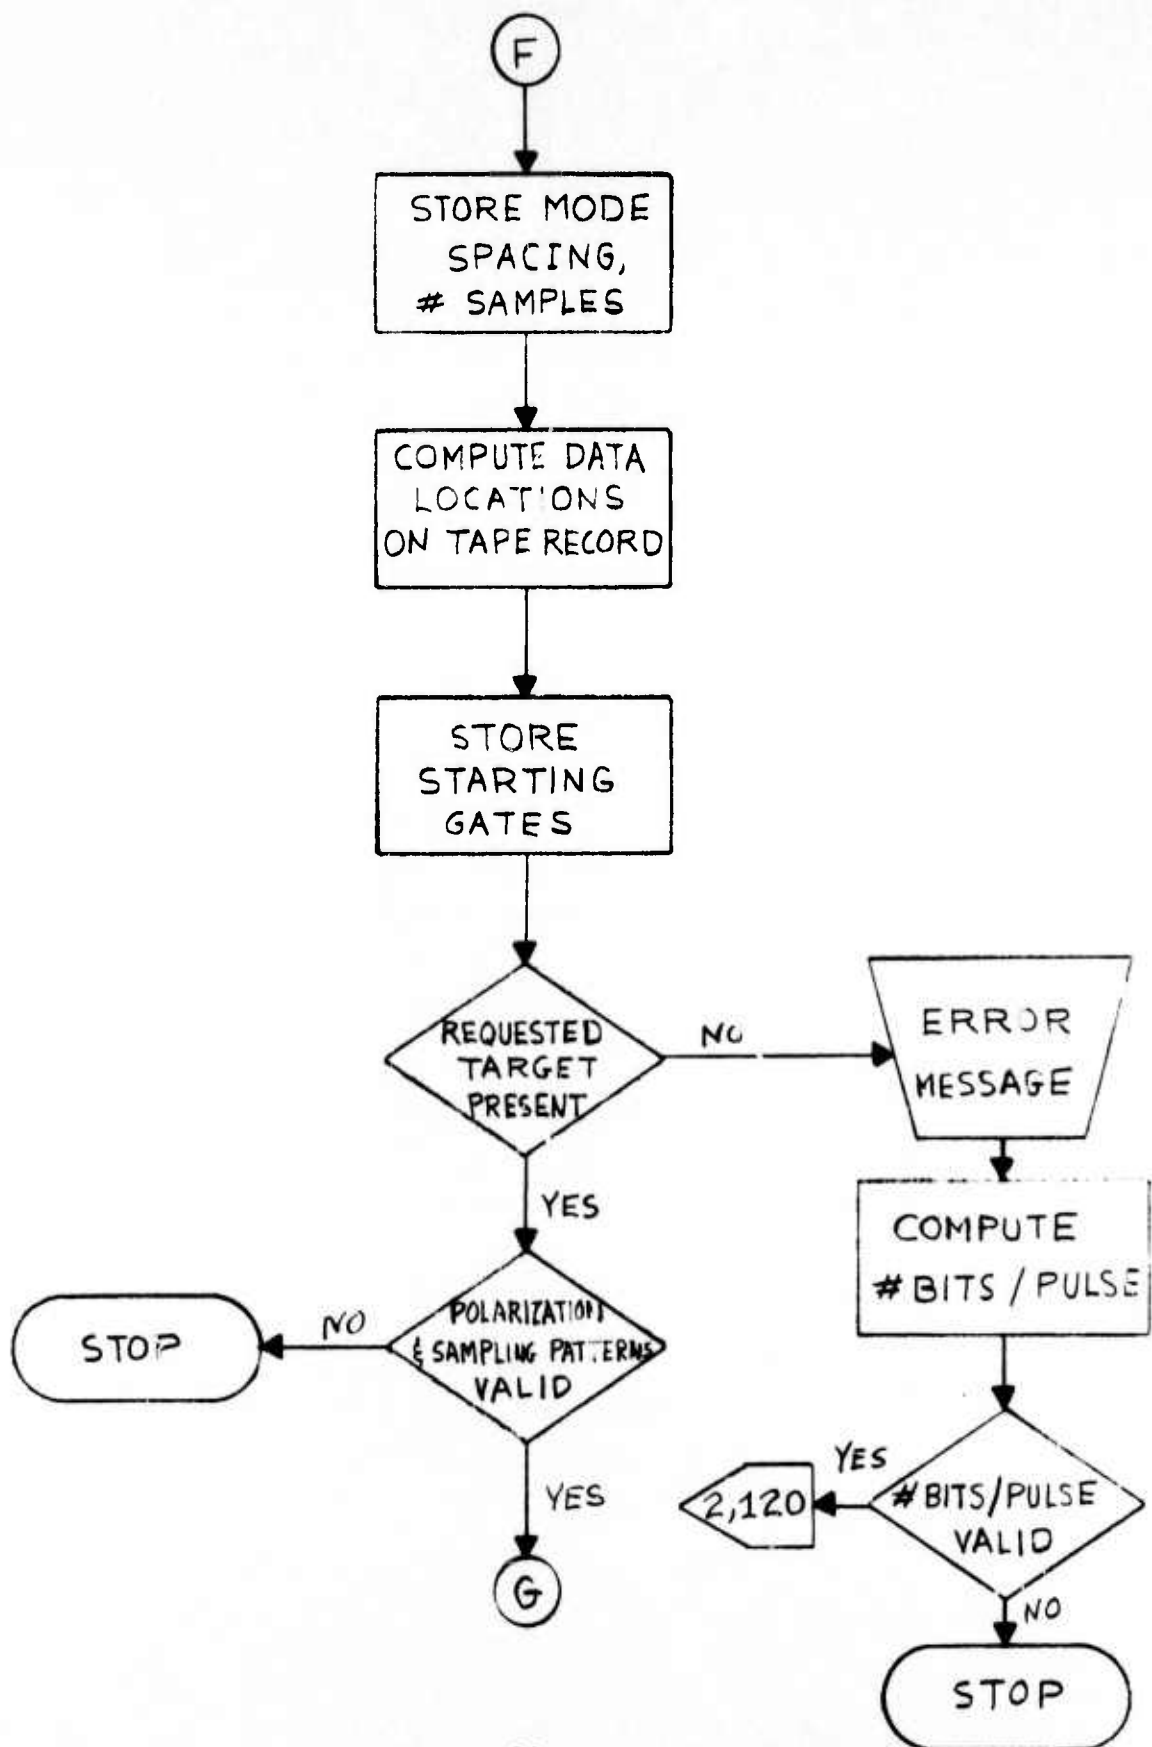 F
STORE MODE
SPACING,
# SAMPLES
COMPUTE DATA
LOCATIONS
ON TAPE RECORD
STORE
STARTING
GATES
REQUESTED
TARGET
PRESENT
NO
ERROR
MESSAGE
YES
COMPUTE
# BITS / PULSE
POLARIZATIONS
& SAMPLING PATTERNS
VALID
NO
STOP
YES
G
# BITS/PULSE
VALID
YES
2,120
NO
STOP